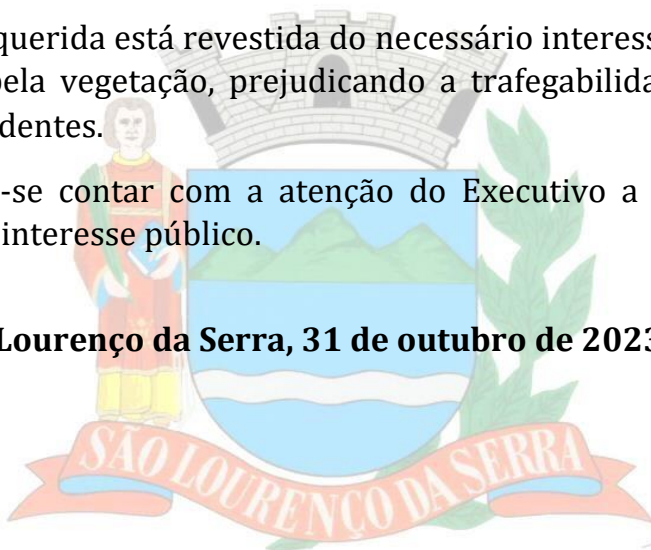 querida está revestida do necessário interess
pela vegetação, prejudicando a trafegabilida
dentes.
-se contar com a atenção do Executivo a
interesse público.
Lourenço da Serra, 31 de outubro de 2023
SÃO LOURENÇO DA SERRA